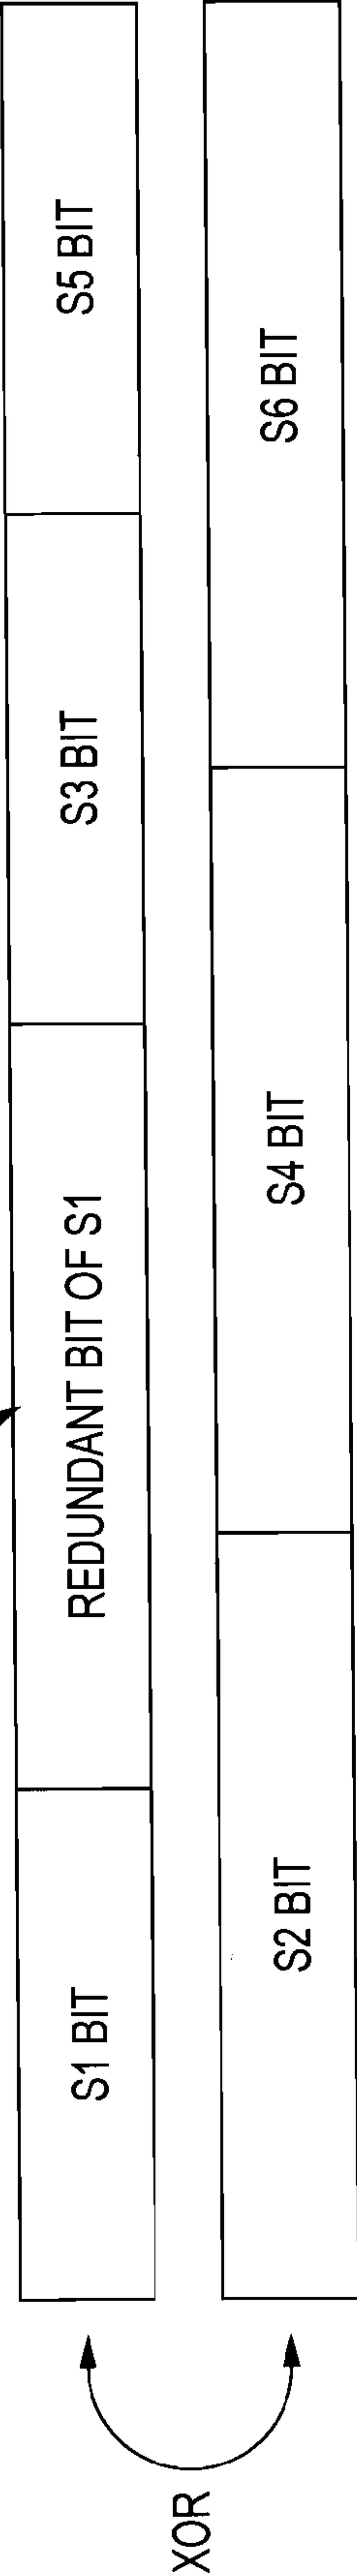 XOR
S1 BIT
REDUNDANT BIT OF S1
S3 BIT
S5 BIT
S2 BIT
S4 BIT
S6 BIT